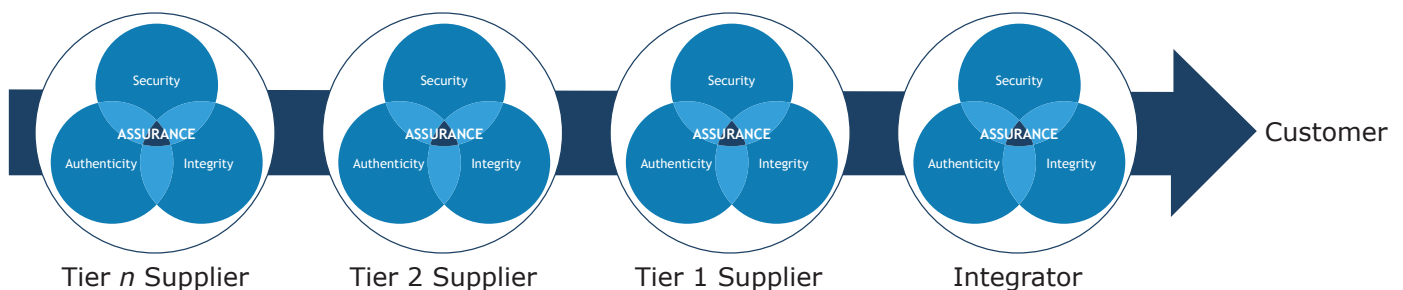 Security
ASSURANCE
Authenticity
Integrity
Tier n Supplier
Security
ASSURANCE
Authenticity
Integrity
Tier 2 Supplier
Security
ASSURANCE
Authenticity
Integrity
Tier 1 Supplier
Security
ASSURANCE
Authenticity
Integrity
Integrator
Customer